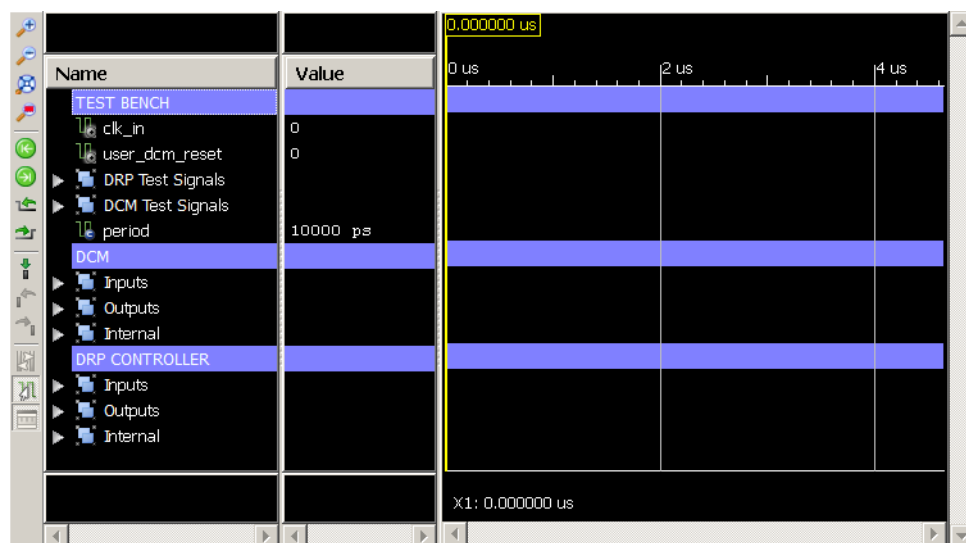 0.000000 us
Name Value 0 us 2 us 4 us
TEST BENCH
clk_in 0
user_dcm_reset 0
DRP Test Signals
DCM Test Signals
period 10000 ps
DCM
Inputs
Outputs
Internal
DRP CONTROLLER
Inputs
Outputs
Internal
X1: 0.000000 us